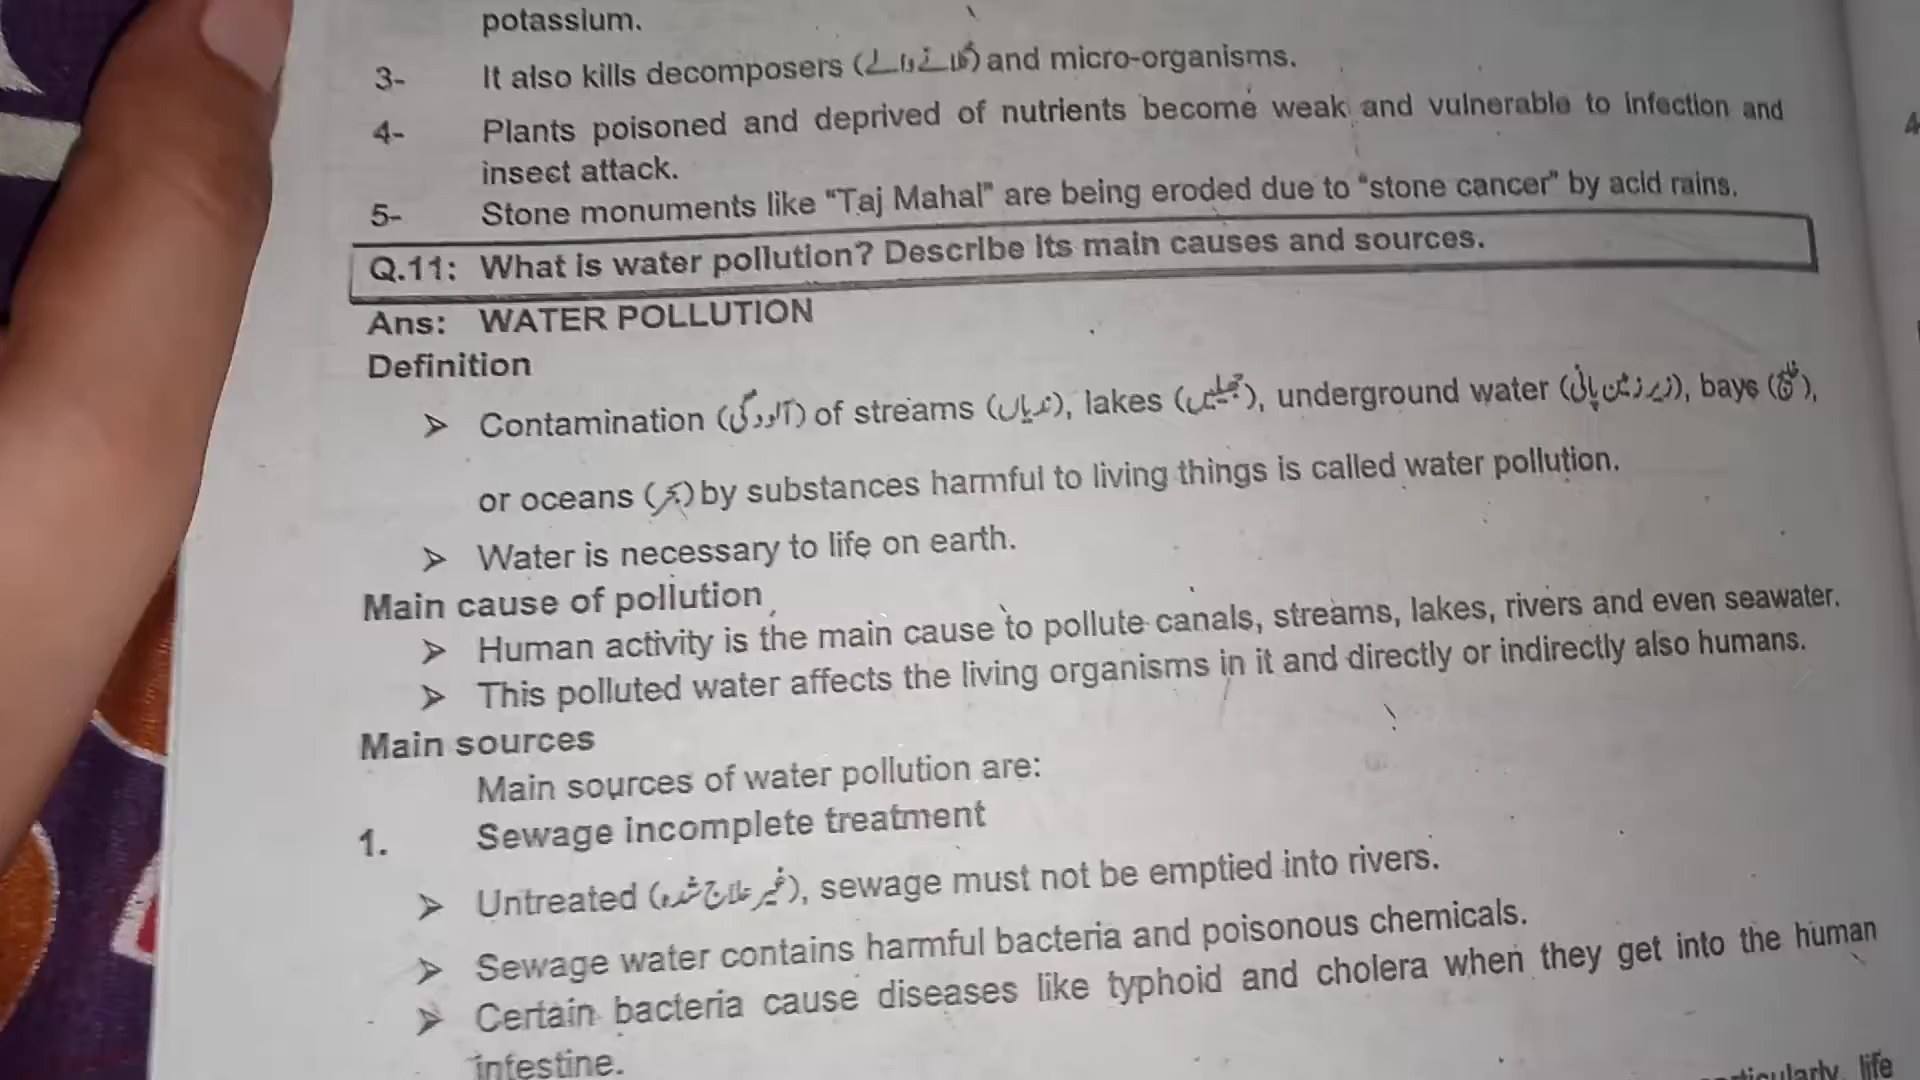 potassium.
3- It also kills decomposers (گلانے والے) and micro-organisms.
4- Plants poisoned and deprived of nutrients become weak and vulnerable to infection and
insect attack.
5- Stone monuments like "Taj Mahal" are being eroded due to "stone cancer" by acid rains.
Q.11: What is water pollution? Describe its main causes and sources.
Ans: WATER POLLUTION
Definition
➢ Contamination (آلودگی) of streams (ندیاں), lakes (جھیلیں), underground water (زیر زمین پانی), bays (خلیج),
or oceans (بحر) by substances harmful to living things is called water pollution.
➢ Water is necessary to life on earth.
Main cause of pollution
➢ Human activity is the main cause to pollute canals, streams, lakes, rivers and even seawater.
➢ This polluted water affects the living organisms in it and directly or indirectly also humans.
Main sources
Main sources of water pollution are:
1. Sewage incomplete treatment
➢ Untreated (غیر علاج شدہ), sewage must not be emptied into rivers.
➢ Sewage water contains harmful bacteria and poisonous chemicals.
➢ Certain bacteria cause diseases like typhoid and cholera when they get into the human
intestine.
life